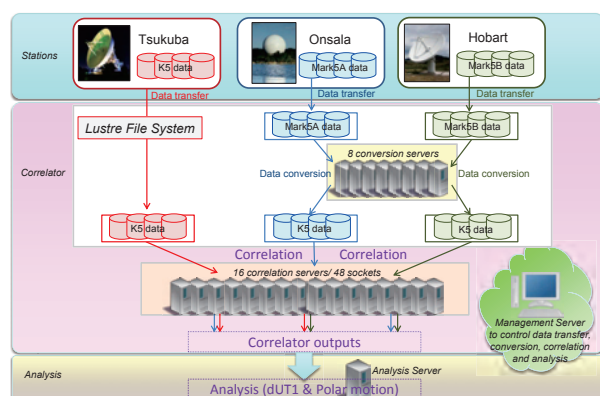 Stations
Tsukuba
K5 data
Onsala
Mark5A data
Hobart
Mark5B data
Data transfer
Data transfer
Data transfer
Correlator
Lustre File System
Mark5A data
Mark5B data
8 conversion servers
Data conversion
Data conversion
K5 data
K5 data
K5 data
Correlation
Correlation
16 correlation servers/ 48 sockets
Management Server
to control data transfer,
conversion, correlation
and analysis.
Correlator outputs
Analysis
Analysis Server
Analysis (dUT1 & Polar motion)